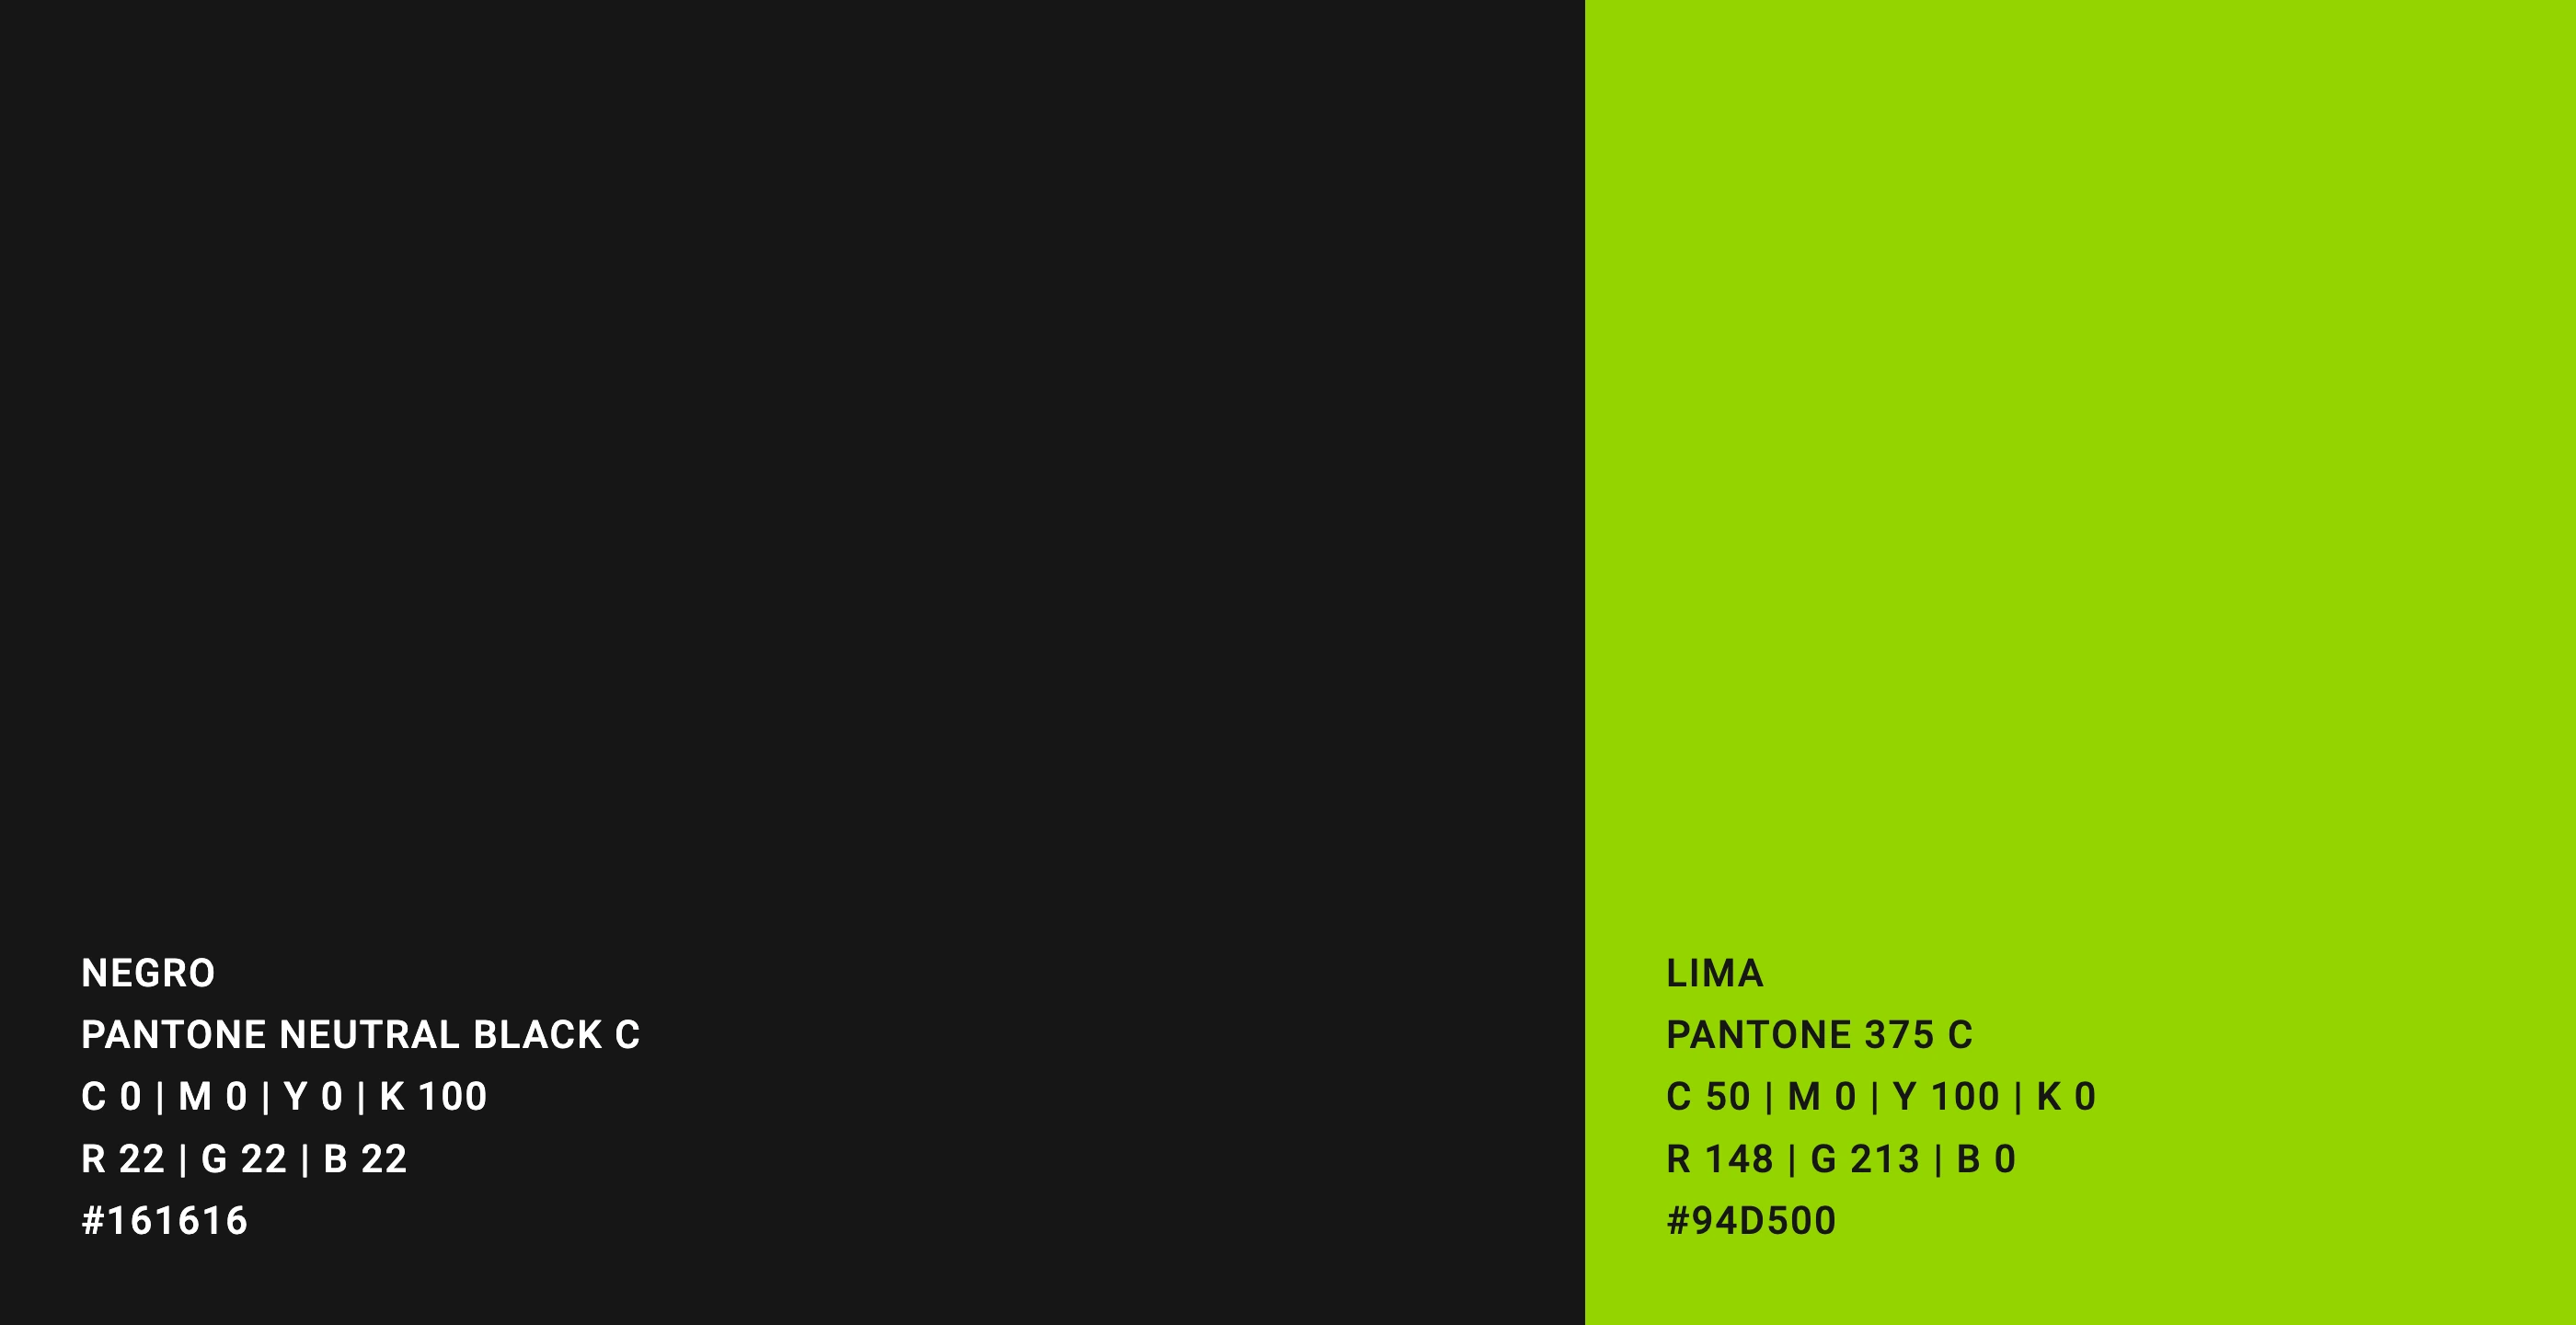 NEGRO
PANTONE NEUTRAL BLACK C
C 0 | M 0 | Y 0 | K 100
R 22 | G 22 | B 22
#161616
LIMA
PANTONE 375 C
C 50 | M 0 | Y 100 | K 0
R 148 | G 213 | B 0
#94D500